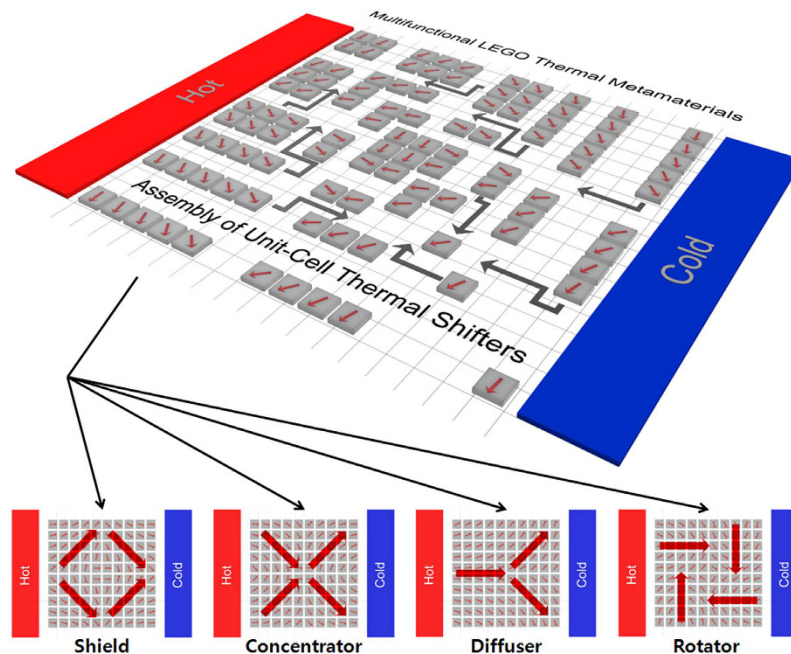 Multifunctional LEGO Thermal Metamaterials
Hot
Cold
Assembly of Unit-Cell Thermal Shifters
Hot
Cold
Hot
Cold
Hot
Cold
Hot
Cold
Shield
Concentrator
Diffuser
Rotator